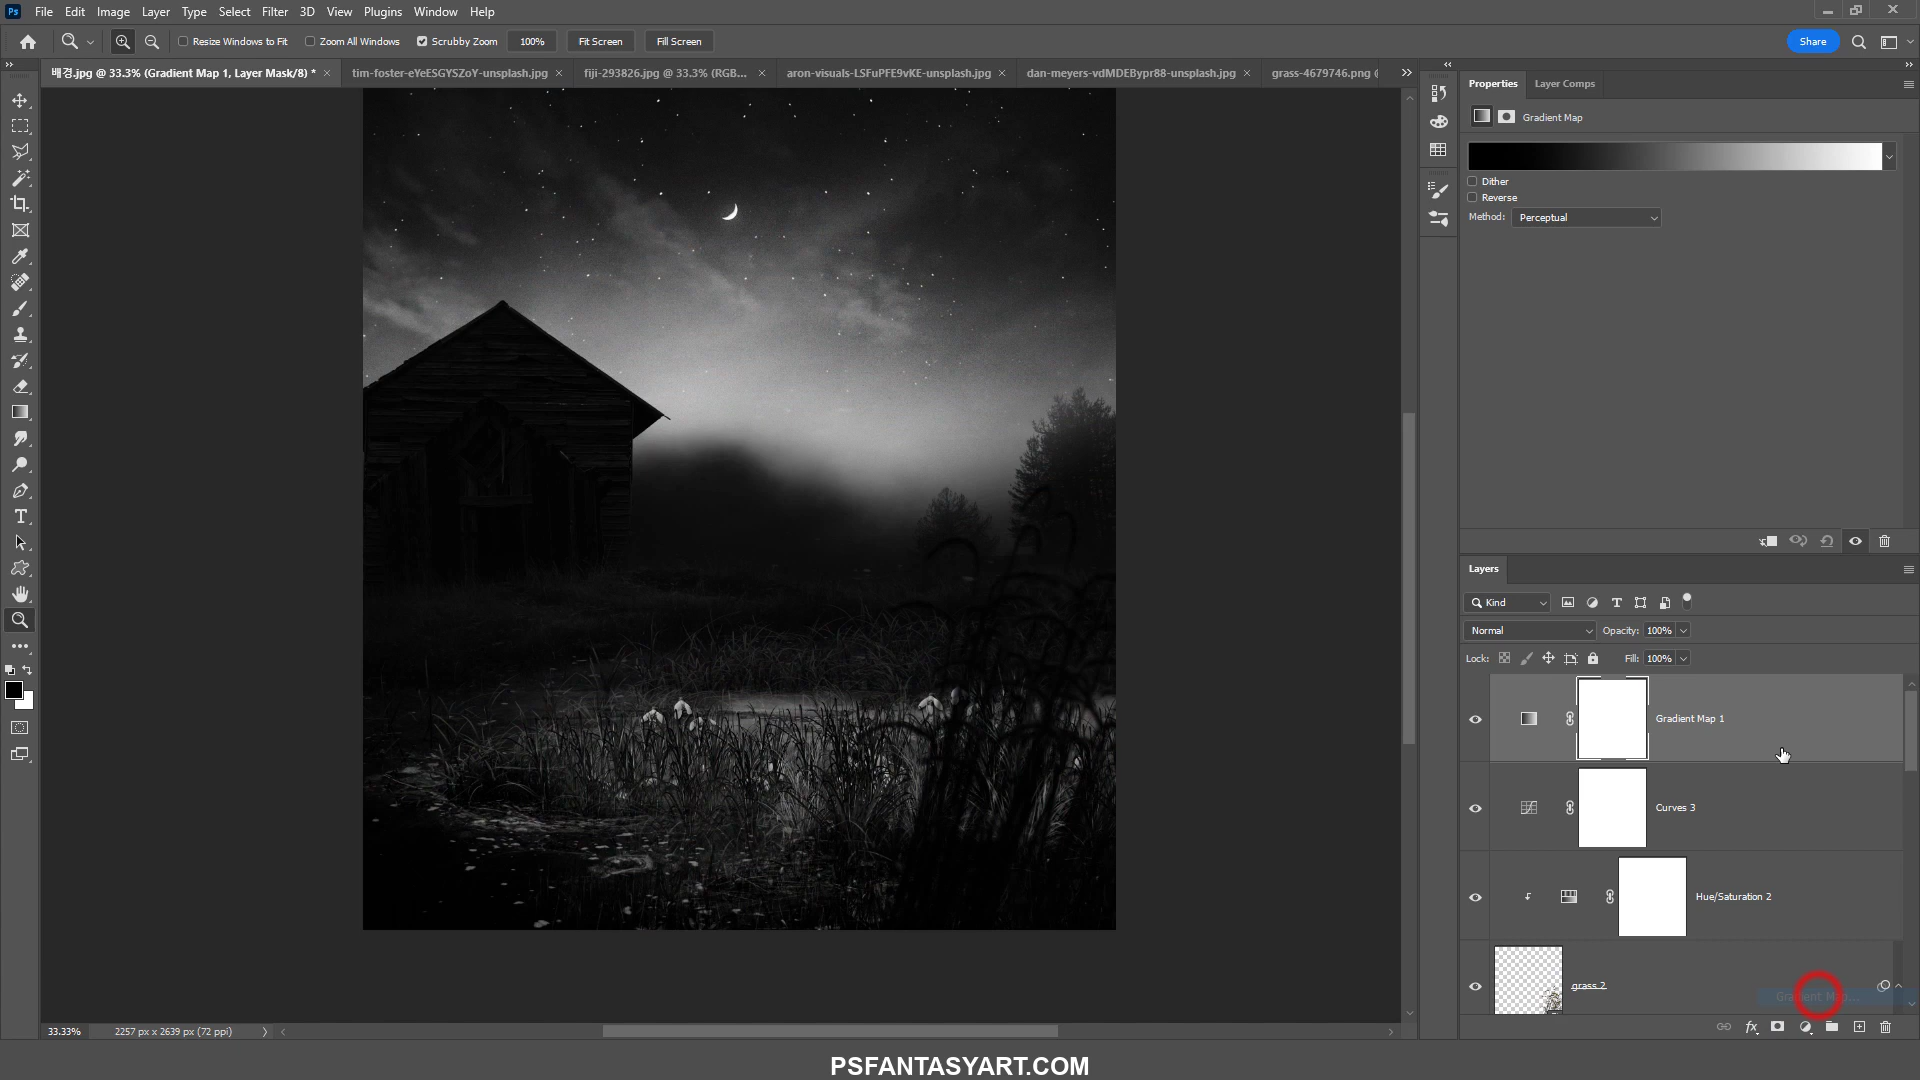 Ps File Edit Image Layer Type Select Filter 3D View Plugins Window Help
Resize Windows to Fit Zoom All Windows Scrubby Zoom 100% Fit Screen Fill Screen Share
배경.jpg @ 33.3% (Gradient Map 1, Layer Mask/8) * × tim-foster-eYeESGYSZoY-unsplash.jpg × fiji-293826.jpg @ 33.3% (RGB... × aron-visuals-LSFuPFE9vKE-unsplash.jpg × dan-meyers-vdMDEBypr88-unsplash.jpg × grass-4679746.png
Properties Layer Comps
Gradient Map
Dither
Reverse
Method: Perceptual
Layers
Kind
Normal Opacity: 100%
Lock: Fill: 100%
Gradient Map 1
Curves 3
Hue/Saturation 2
grass 2
Gradient Map...
33.33% 2257 px x 2639 px (72 ppi)
PSFANTASYART.COM